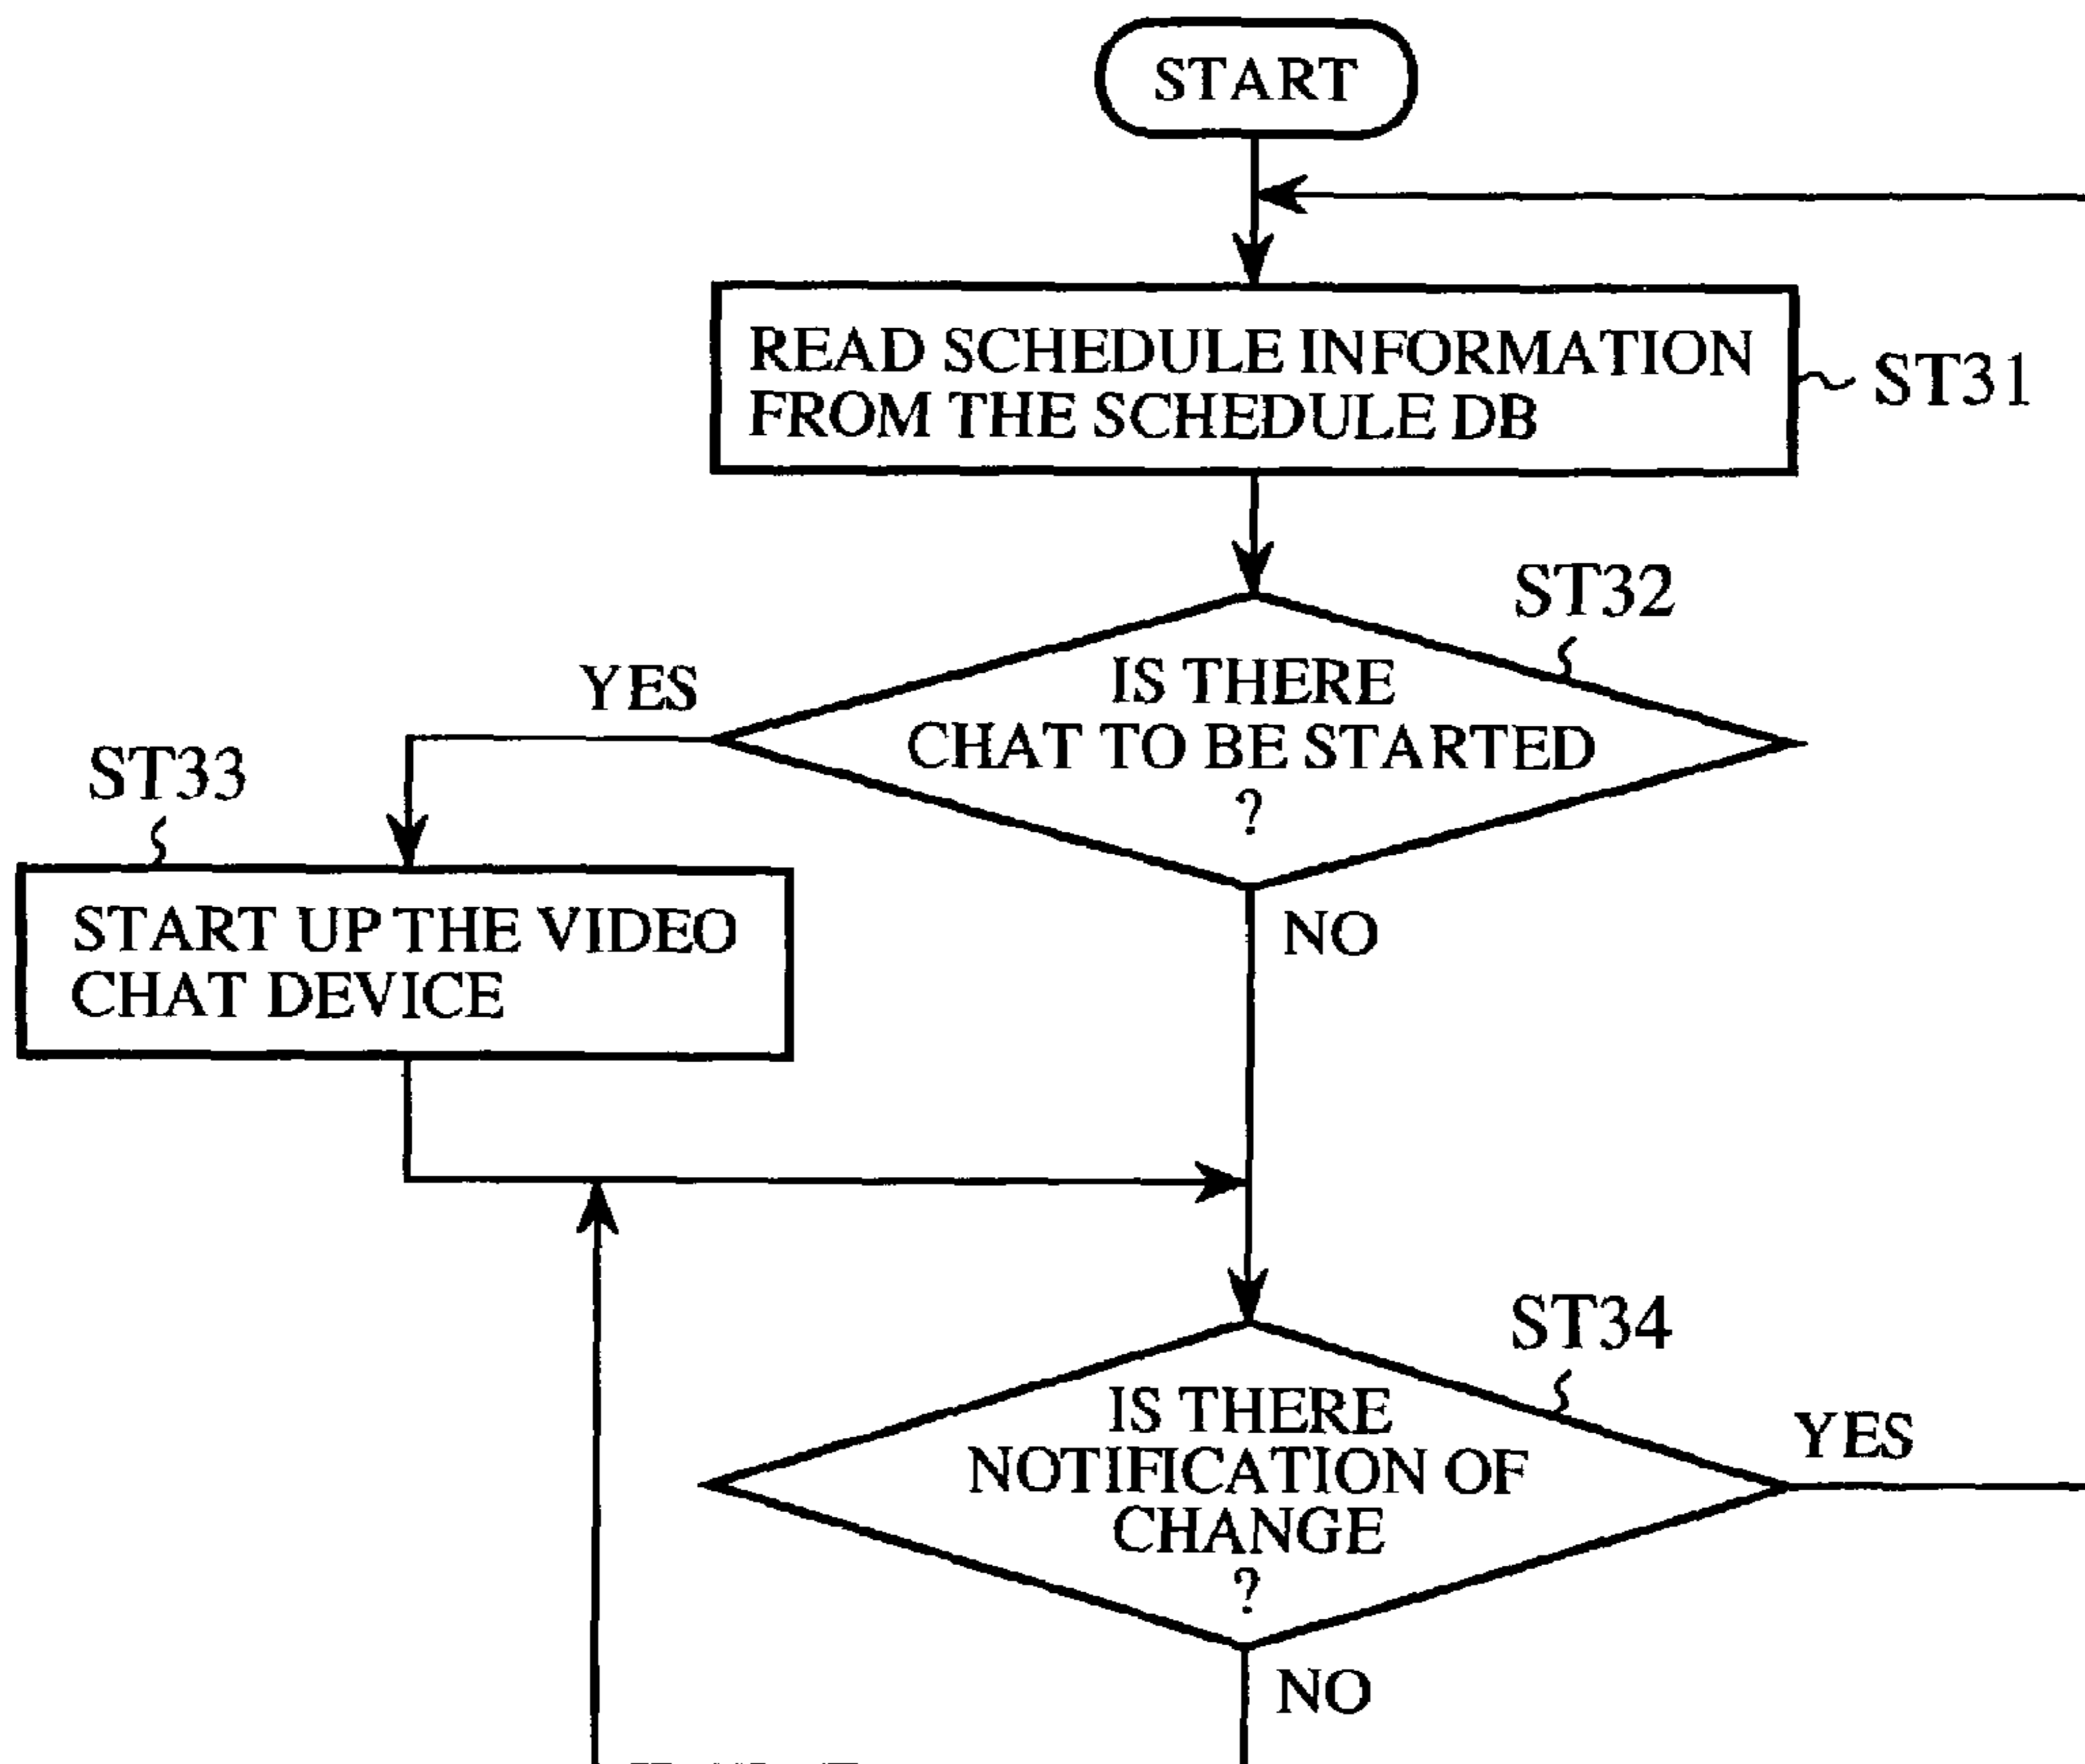 START
READ SCHEDULE INFORMATION
FROM THE SCHEDULE DB
ST31
ST32
IS THERE
CHAT TO BE STARTED
?
YES
NO
ST33
START UP THE VIDEO
CHAT DEVICE
ST34
IS THERE
NOTIFICATION OF
CHANGE
?
YES
NO